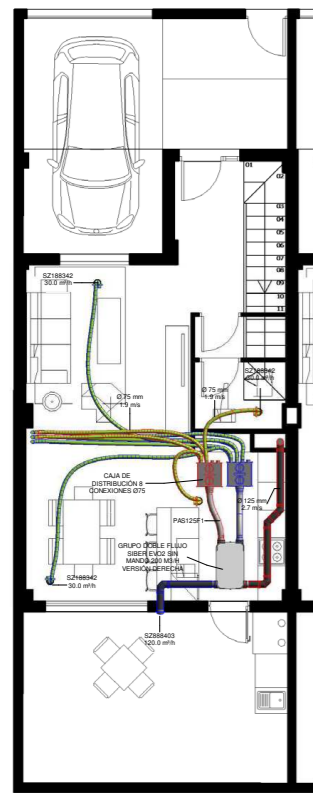 01
02
03
04
05
06
07
08
09
10
11
SZ188342
30.0 m³/h
Ø 75 mm
1.9 m/s
Ø 75 mm
1.9 m/s
SZ188342
CAJA DE
DISTRIBUCIÓN 8
CONEXIONES Ø75
Ø 125 mm
2.7 m/s
PAS125F1
GRUPO DOBLE FLUJO
SIBER EVO2 SIN
MANDO 200 M3/H
VERSIÓN DERECHA
SZ188342
30.0 m³/h
SZ888403
120.0 m³/h